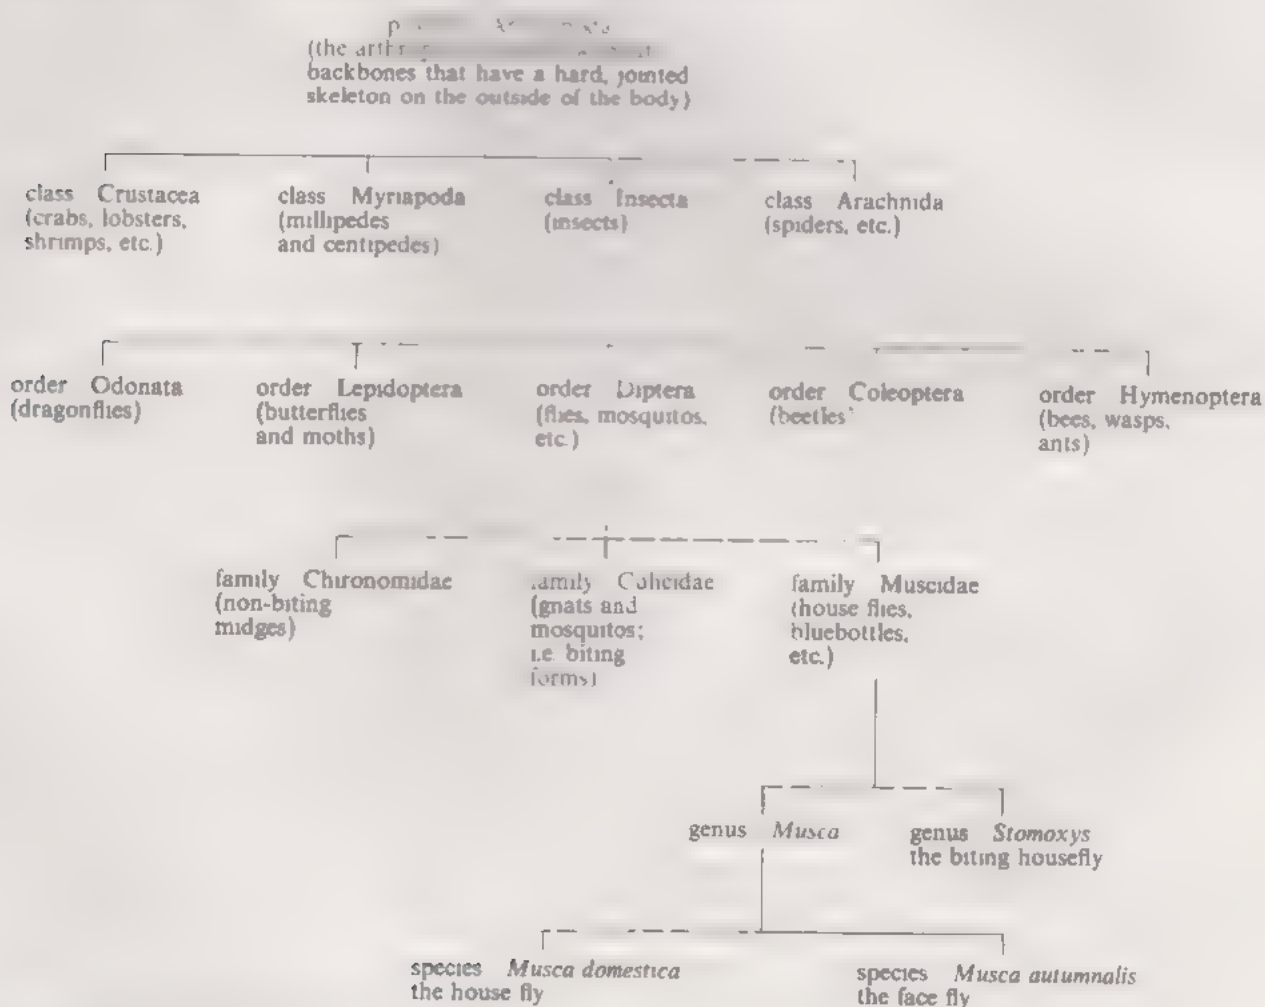 backbones that have a hard, jointed
skeleton on the outside of the body)
class Crustacea
(crabs, lobsters,
shrimps, etc.)
class Myriapoda
(millipedes
and centipedes)
class Insecta
(insects)
class Arachnida
(spiders, etc.)
order Odonata
(dragonflies)
order Lepidoptera
(butterflies
and moths)
order Diptera
(flies, mosquitos,
etc.)
order Coleoptera
(beetles)
order Hymenoptera
(bees, wasps,
ants)
family Chironomidae
(non-biting
midges)
family Culicidae
(gnats and
mosquitos;
i.e. biting
forms)
family Muscidae
(house flies,
bluebottles,
etc.)
genus Musca
genus Stomoxys
the biting housefly
species Musca domestica
the house fly
species Musca autumnalis
the face fly